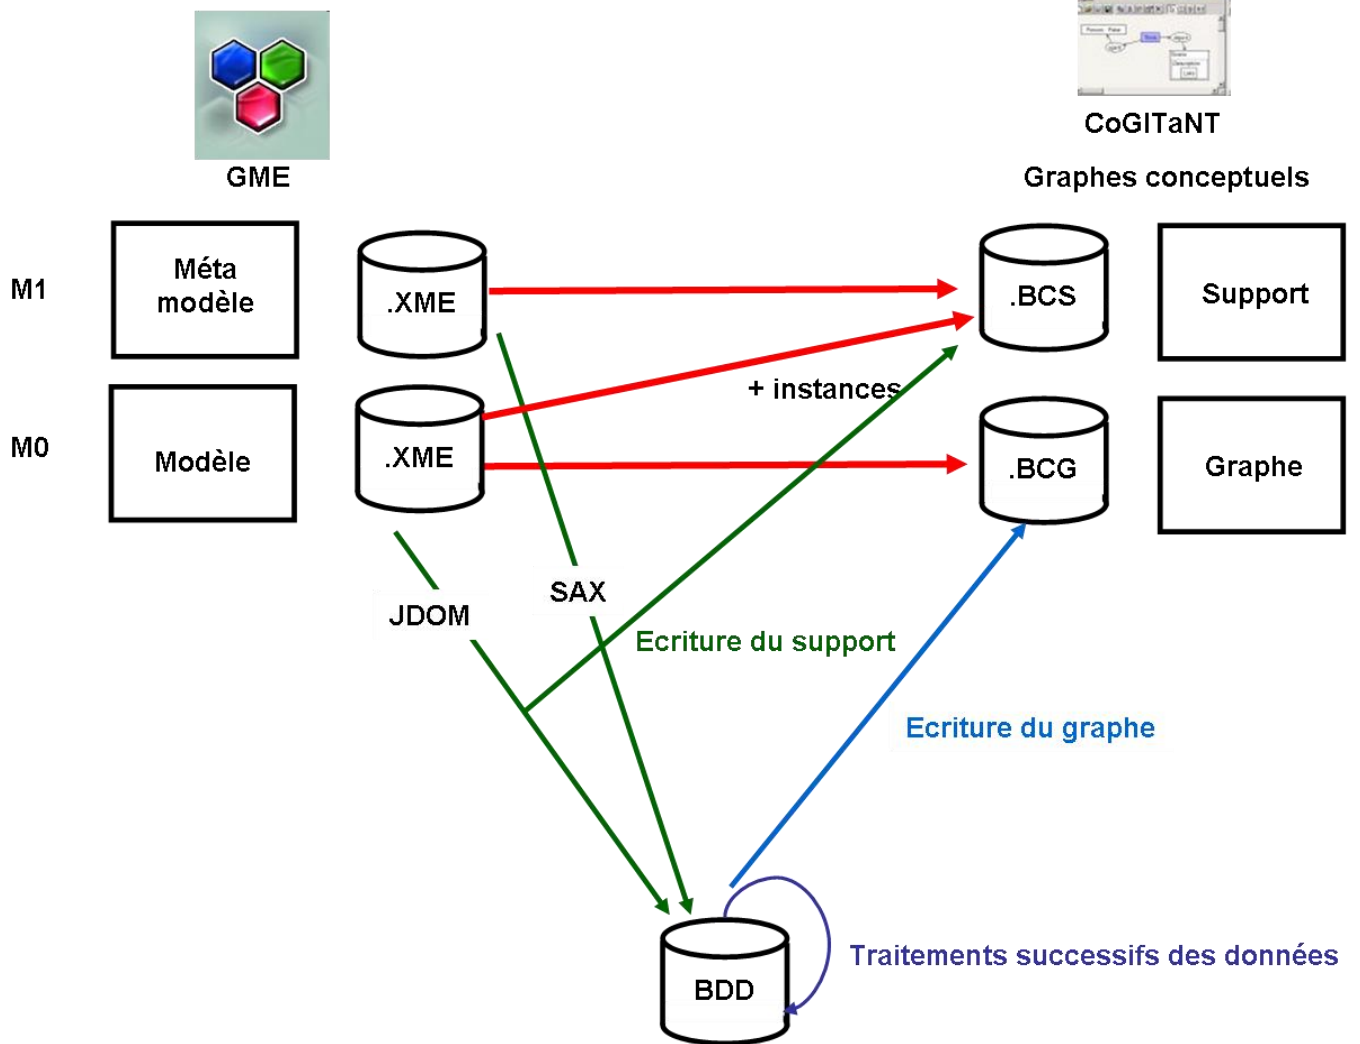 CoGITaNT
GME
Graphes conceptuels
M1
Méta
modèle
.XME
.BCS
Support
+ instances
M0
Modèle
.XME
.BCG
Graphe
JDOM
SAX
Ecriture du support
Ecriture du graphe
Traitements successifs des données
BDD